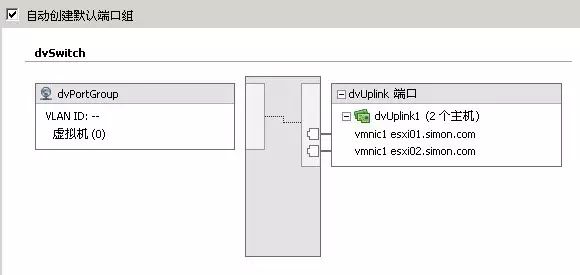 自动创建默认端口组
dvSwitch
dvPortGroup
VLAN ID: --
虚拟机 (0)
dvUplink 端口
dvUplink1 (2 个主机)
vmnic1 esxi01.simon.com
vmnic1 esxi02.simon.com